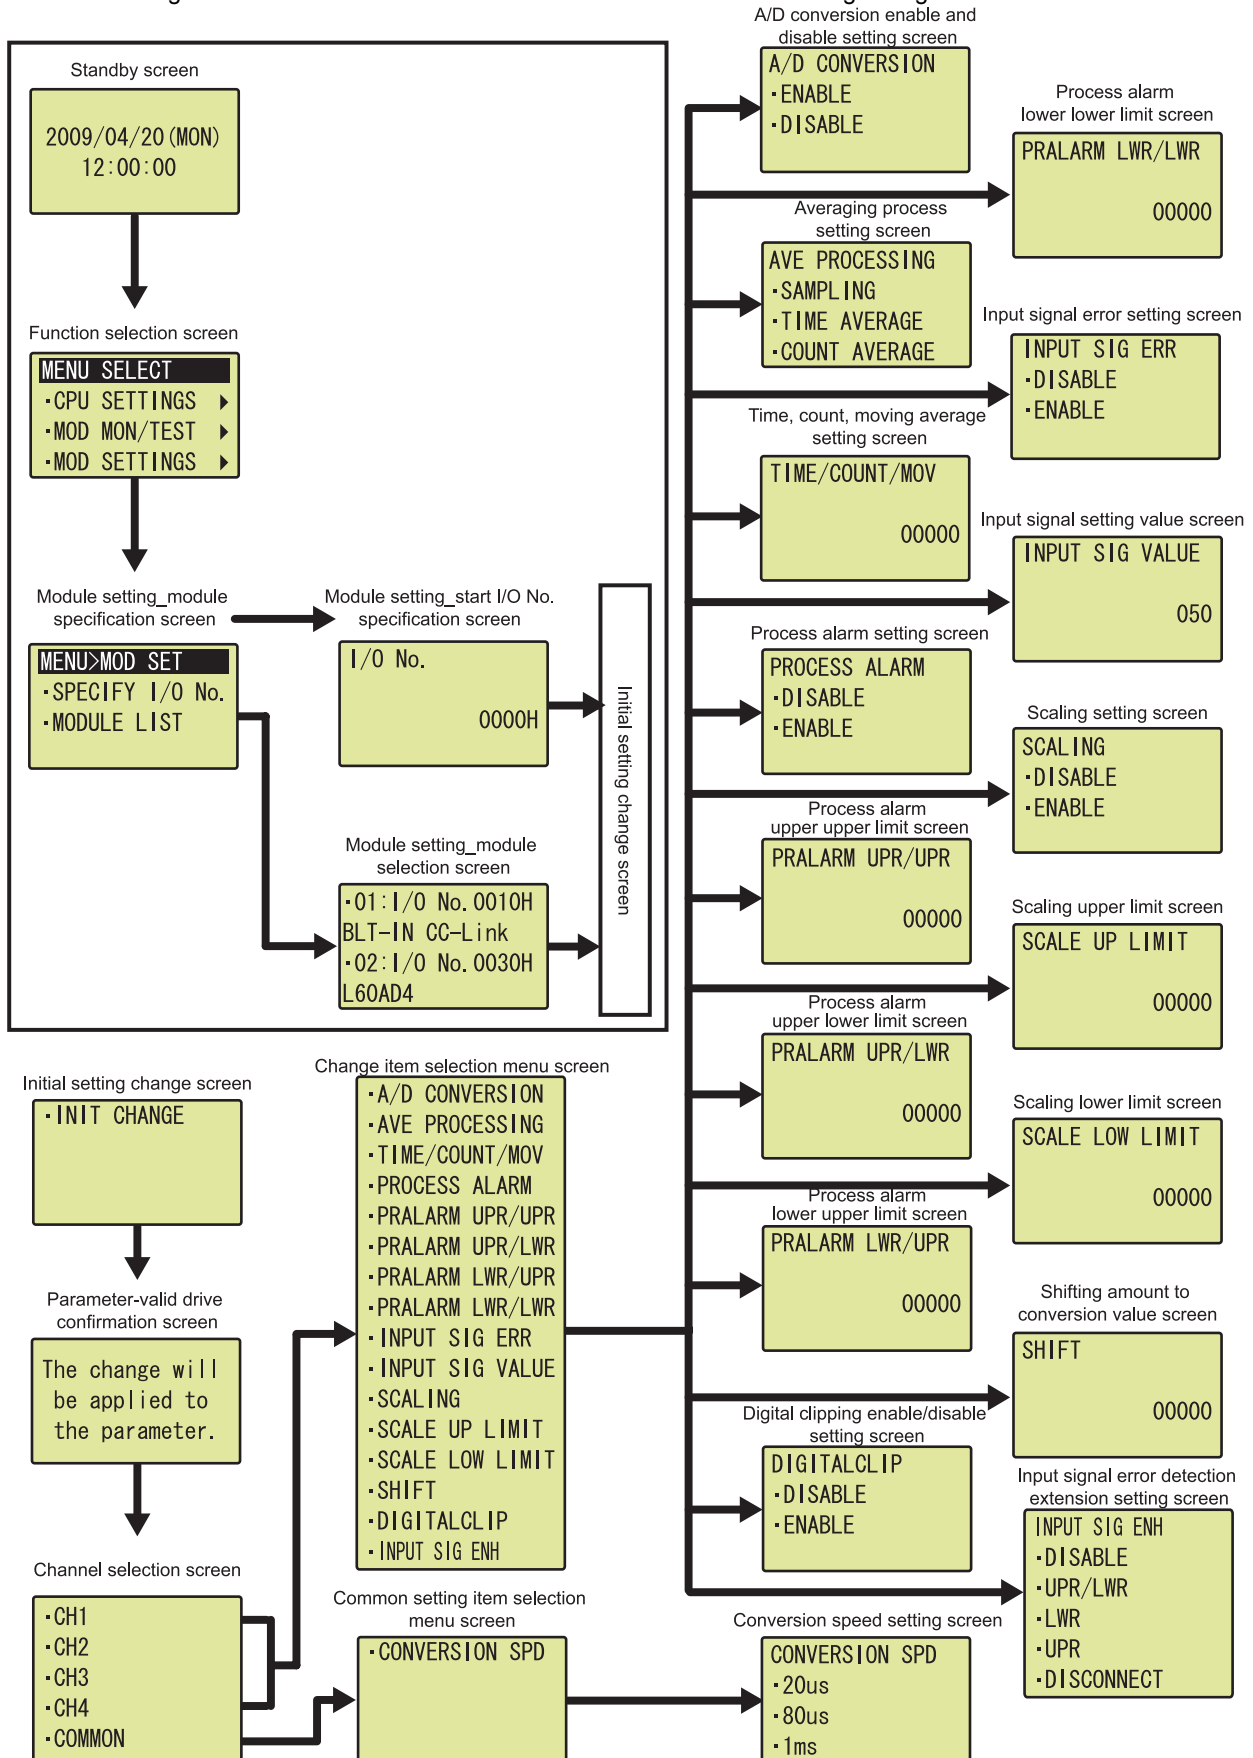 Standby screen
2009/04/20(MON)
12:00:00
Function selection screen
MENU SELECT
·CPU SETTINGS
·MOD MON/TEST
·MOD SETTINGS
Module setting_module
specification screen
MENU>MOD SET
·SPECIFY I/O No.
·MODULE LIST
Module setting_start I/O No.
specification screen
I/O No.
0000H
Module setting_module
selection screen
·01:I/O No.0010H
BLT-IN CC-Link
·02:I/O No.0030H
L60AD4
Initial setting change screen
Initial setting change screen
·INIT CHANGE
Parameter-valid drive
confirmation screen
The change will
be applied to
the parameter.
Channel selection screen
·CH1
·CH2
·CH3
·CH4
·COMMON
Change item selection menu screen
·A/D CONVERSION
·AVE PROCESSING
·TIME/COUNT/MOV
·PROCESS ALARM
·PRALARM UPR/UPR
·PRALARM UPR/LWR
·PRALARM LWR/UPR
·PRALARM LWR/LWR
·INPUT SIG ERR
·INPUT SIG VALUE
·SCALING
·SCALE UP LIMIT
·SCALE LOW LIMIT
·SHIFT
·DIGITALCLIP
·INPUT SIG ENH
Common setting item selection
menu screen
·CONVERSION SPD
A/D conversion enable and
disable setting screen
A/D CONVERSION
·ENABLE
·DISABLE
Averaging process
setting screen
AVE PROCESSING
·SAMPLING
·TIME AVERAGE
·COUNT AVERAGE
Time, count, moving average
setting screen
TIME/COUNT/MOV
00000
Process alarm setting screen
PROCESS ALARM
·DISABLE
·ENABLE
Process alarm
upper upper limit screen
PRALARM UPR/UPR
00000
Process alarm
upper lower limit screen
PRALARM UPR/LWR
00000
Process alarm
lower upper limit screen
PRALARM LWR/UPR
00000
Digital clipping enable/disable
setting screen
DIGITALCLIP
·DISABLE
·ENABLE
Conversion speed setting screen
CONVERSION SPD
·20us
·80us
·1ms
Process alarm
lower lower limit screen
PRALARM LWR/LWR
00000
Input signal error setting screen
INPUT SIG ERR
·DISABLE
·ENABLE
Input signal setting value screen
INPUT SIG VALUE
050
Scaling setting screen
SCALING
·DISABLE
·ENABLE
Scaling upper limit screen
SCALE UP LIMIT
00000
Scaling lower limit screen
SCALE LOW LIMIT
00000
Shifting amount to
conversion value screen
SHIFT
00000
Input signal error detection
extension setting screen
INPUT SIG ENH
·DISABLE
·UPR/LWR
·LWR
·UPR
·DISCONNECT